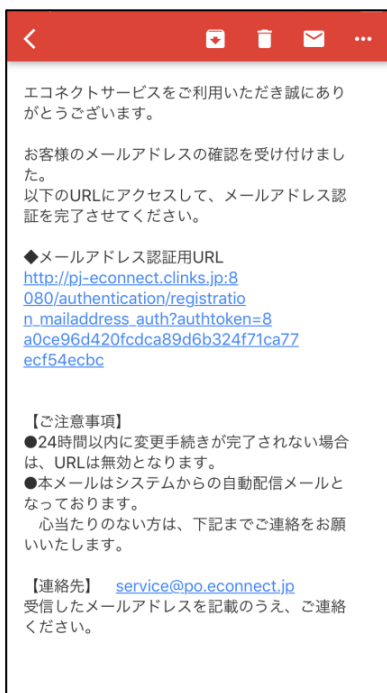 エコネクトサービスをご利用いただき誠にあり
がとうございます。
お客様のメールアドレスの確認を受け付けまし
た。
以下のURLにアクセスして、メールアドレス認
証を完了させてください。
◆メールアドレス認証用URL
http://pj-econnect.clinks.jp:8
080/authentication/registratio
n_mailaddress_auth?authtoken=8
a0ce96d420fcdca89d6b324f71ca77
ecf54ecbc
【ご注意事項】
●24時間以内に変更手続きが完了されない場合
は、URLは無効となります。
●本メールはシステムからの自動配信メールと
なっております。
　心当たりのない方は、下記までご連絡をお願
いいたします。
【連絡先】　service@po.econnect.jp
受信したメールアドレスを記載のうえ、ご連絡
ください。